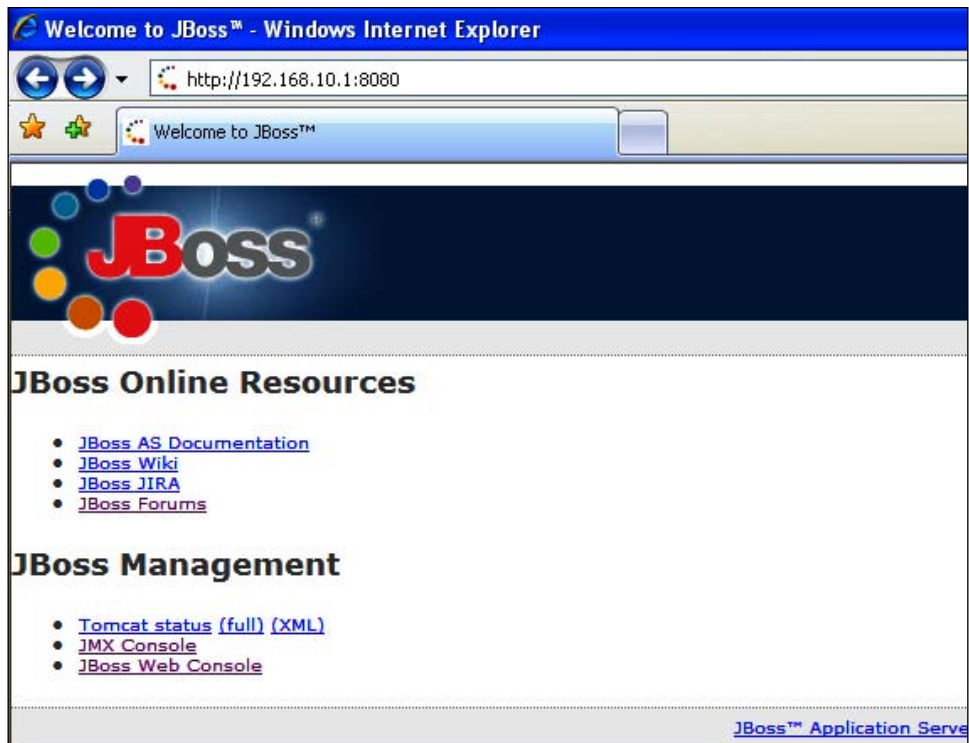 Welcome to JBoss™ - Windows Internet Explorer
http://192.168.10.1:8080
Welcome to JBoss™
JBoss®
JBoss Online Resources
• JBoss AS Documentation
• JBoss Wiki
• JBoss JIRA
• JBoss Forums
JBoss Management
• Tomcat status (full) (XML)
• JMX Console
• JBoss Web Console
JBoss™ Application Serve